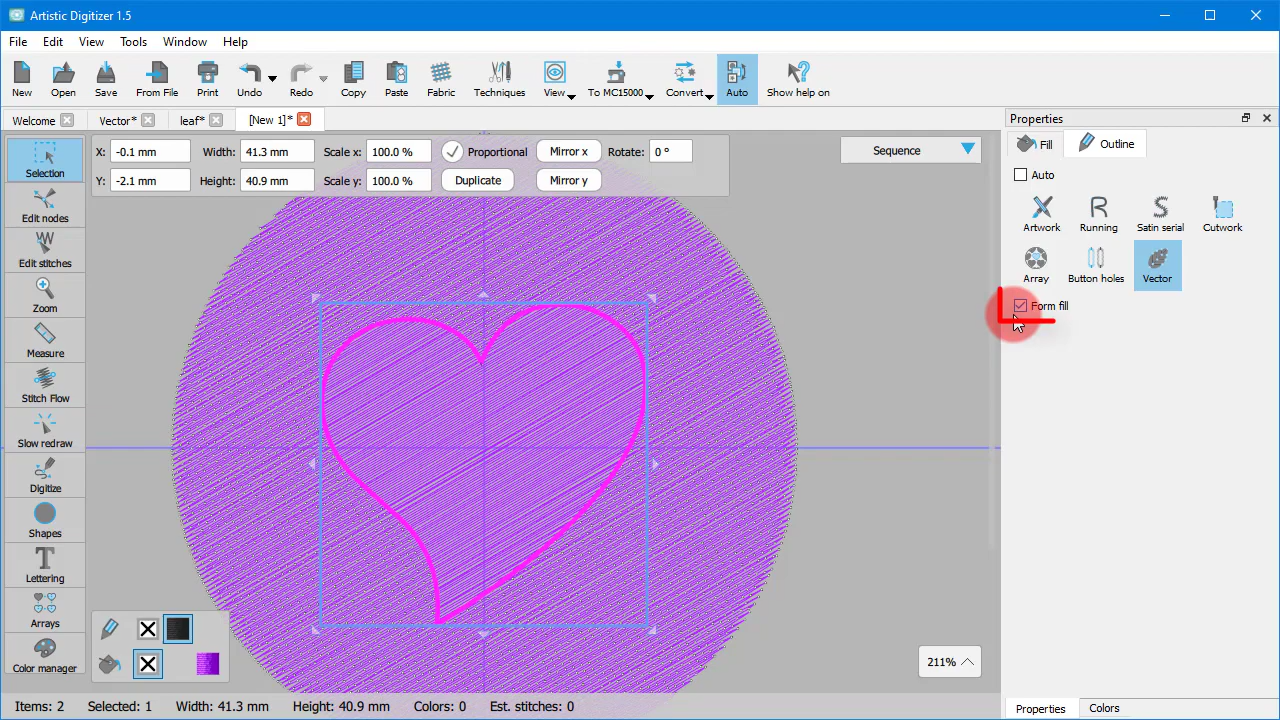 Artistic Digitizer 1.5
File Edit View Tools Window Help
New Open Save From File Print Undo Redo Copy Paste Fabric Techniques View To MC15000 Convert Auto Show help on
Welcome Vector* leaf* [New 1]*
Properties
X: -0.1 mm Width: 41.3 mm Scale x: 100.0 % Proportional Mirror x Rotate: 0 º
Y: -2.1 mm Height: 40.9 mm Scale y: 100.0 % Duplicate Mirror y
Sequence
Fill Outline
Auto
Artwork Running Satin serial Cutwork
Array Button holes Vector
Form fill
Selection
Edit nodes
Edit stitches
Zoom
Measure
Stitch Flow
Slow redraw
Digitize
Shapes
Lettering
Arrays
Color manager
211%
Items: 2 Selected: 1 Width: 41.3 mm Height: 40.9 mm Colors: 0 Est. stitches: 0
Properties Colors